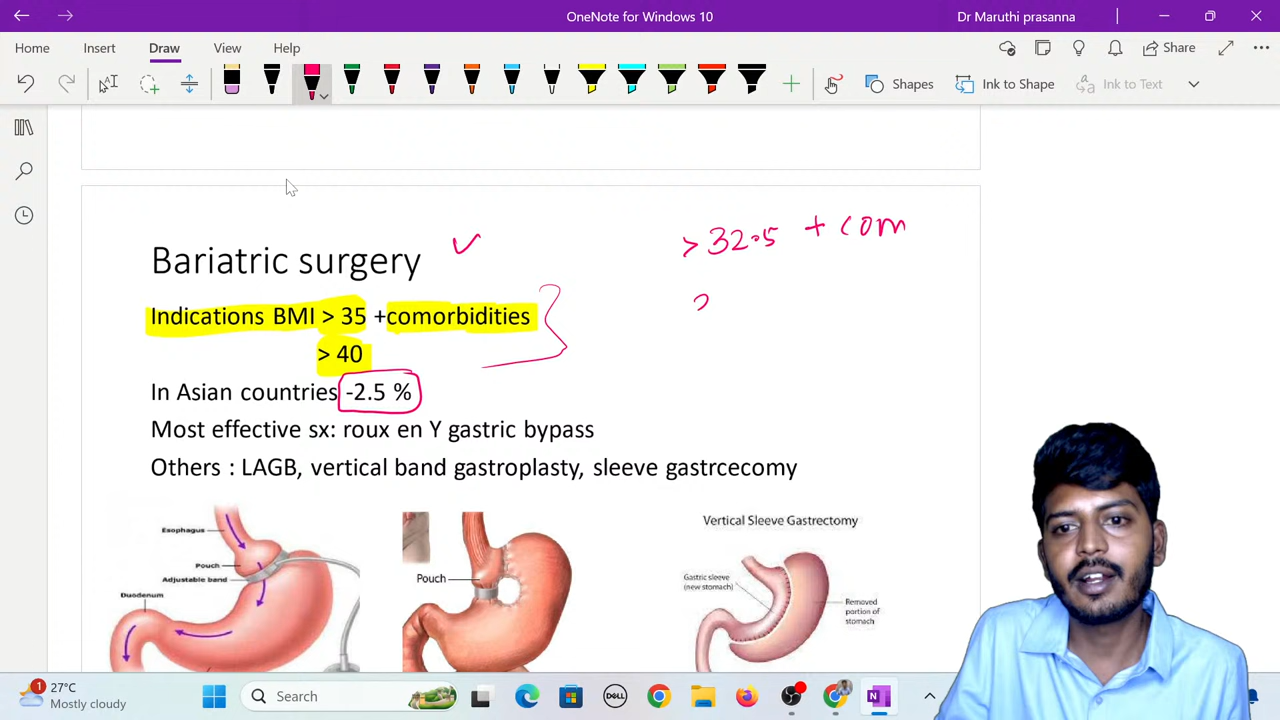 OneNote for Windows 10
Dr Maruthi prasanna
Home Insert Draw View Help
Share
Shapes
Ink to Shape
Ink to Text
Bariatric surgery
> 32.5 + com
Indications BMI > 35 +comorbidities
> 40
In Asian countries -2.5 %
Most effective sx: roux en Y gastric bypass
Others : LAGB, vertical band gastroplasty, sleeve gastrcecomy
Esophagus
Pouch
Adjustable band
Duodenum
Pouch
Vertical Sleeve Gastrectomy
Gastric sleeve
(new stomach)
Removed
portion of
stomach
1
27°C
Mostly cloudy
Search
DELL